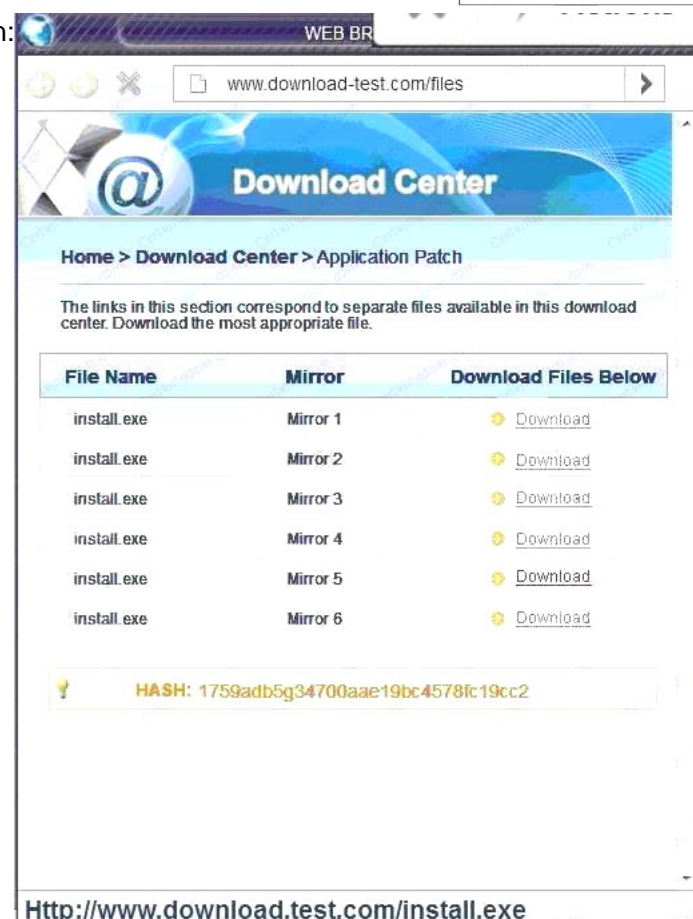 WEB BR
www.download-test.com/files
Download Center
Home > Download Center > Application Patch
The links in this section correspond to separate files available in this download
center. Download the most appropriate file.
File Name Mirror Download Files Below
install.exe Mirror 1 Download
install.exe Mirror 2 Download
install.exe Mirror 3 Download
install.exe Mirror 4 Download
install.exe Mirror 5 Download
install.exe Mirror 6 Download
HASH: 1759adb5g34700aae19bc4578fc19cc2
Http://www.download.test.com/install.exe